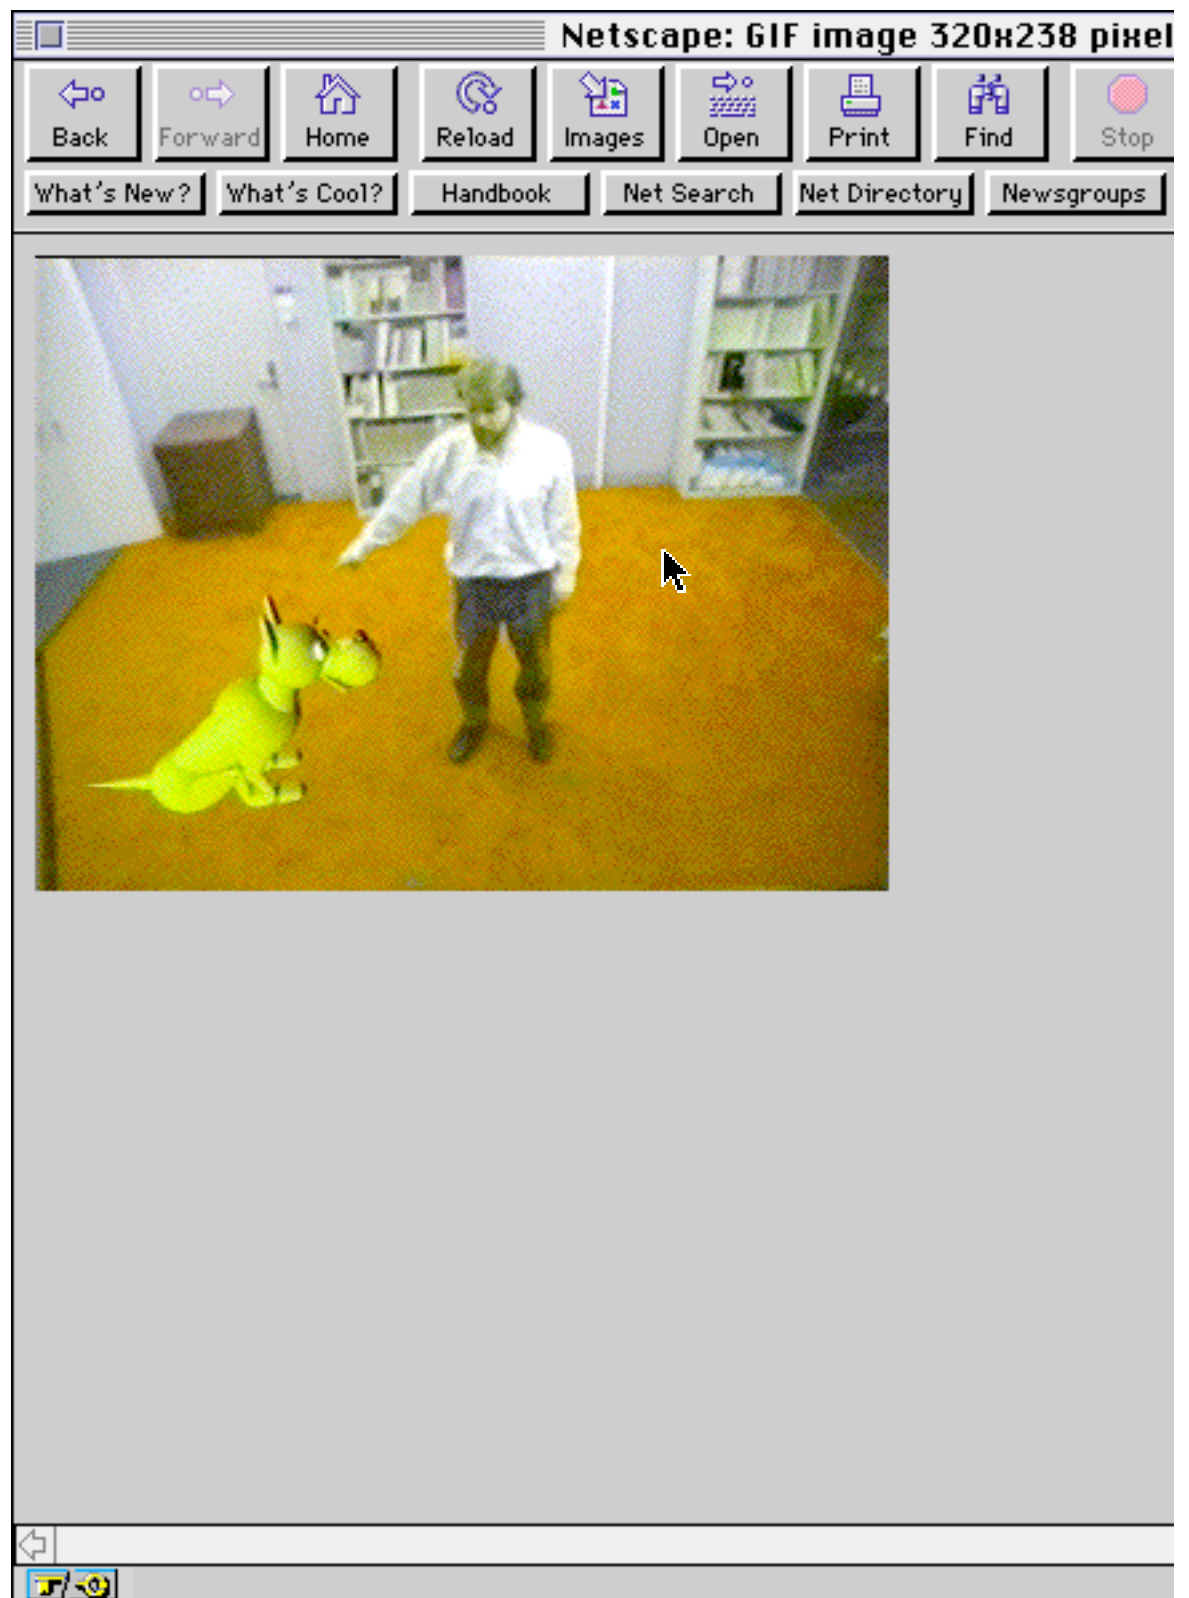 Netscape: GIF image 320x238 pixel
Back Forward Home Reload Images Open Print Find Stop
What's New? What's Cool? Handbook Net Search Net Directory Newsgroups